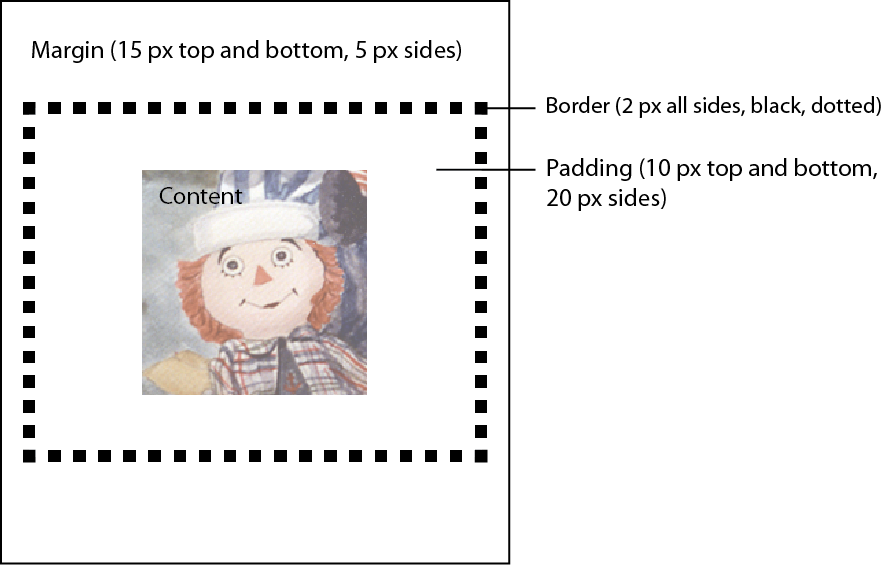 Margin (15 px top and bottom, 5 px sides)
Border (2 px all sides, black, dotted)
Padding (10 px top and bottom,
20 px sides)
Content